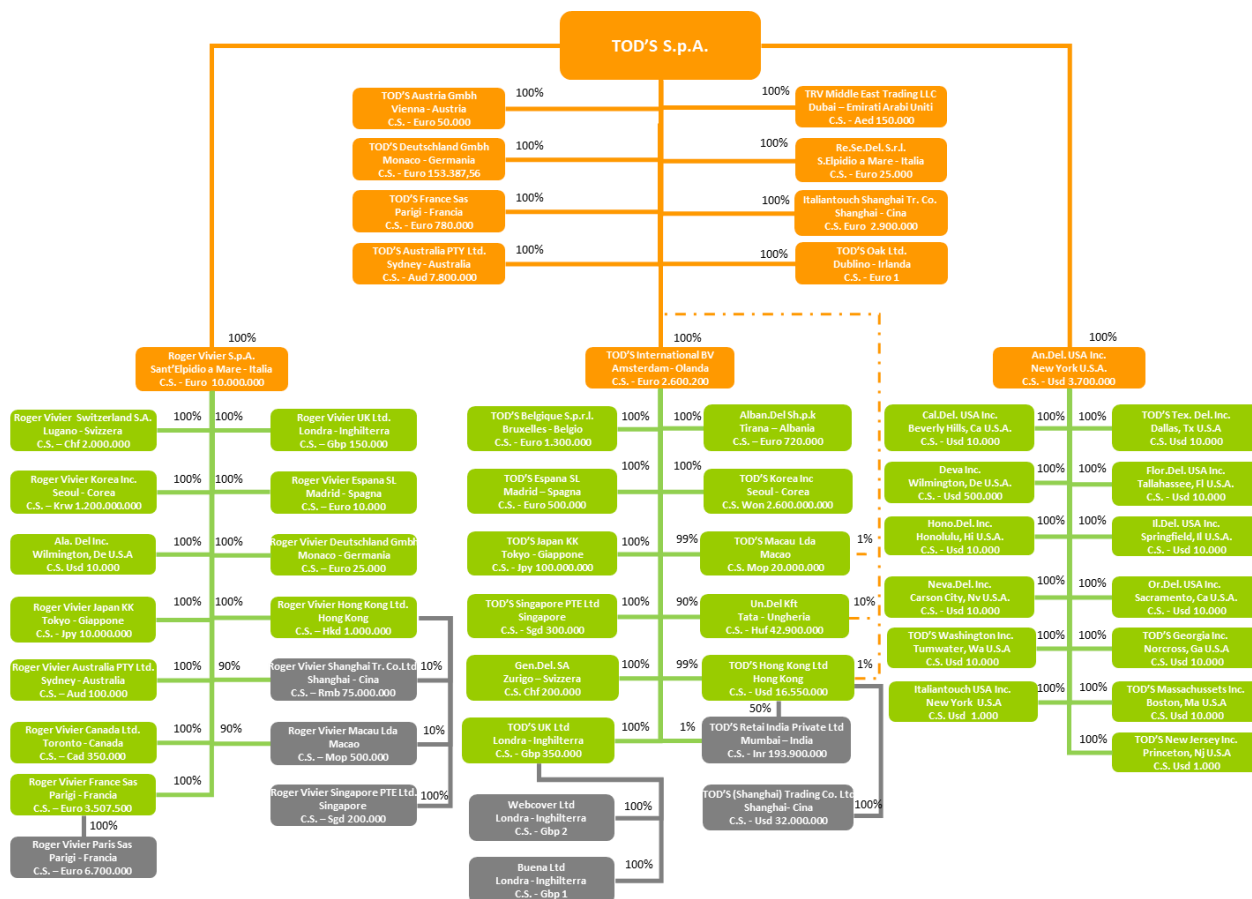 TOD'S S.p.A.
100%
TOD'S Austria Gmbh
Vienna - Austria
C.S. - Euro 50.000
100%
TRV Middle East Trading LLC
Dubai – Emirati Arabi Uniti
C.S. - Aed 150.000
100%
TOD'S Deutschland Gmbh
Monaco - Germania
C.S. - Euro 153.387,56
100%
Re.Se.Del. S.r.l.
S.Elpidio a Mare - Italia
C.S. - Euro 25.000
100%
TOD'S France Sas
Parigi - Francia
C.S. - Euro 780.000
100%
Italiantouch Shanghai Tr. Co.
Shanghai - Cina
C.S. Euro 2.900.000
100%
TOD'S Australia PTY Ltd.
Sydney - Australia
C.S. - Aud 7.800.000
100%
TOD'S Oak Ltd.
Dublino - Irlanda
C.S. - Euro 1
100%
Roger Vivier S.p.A.
Sant'Elpidio a Mare - Italia
C.S. - Euro 10.000.000
100%
TOD'S International BV
Amsterdam - Olanda
C.S. - Euro 2.600.200
100%
An.Del. USA Inc.
New York U.S.A.
C.S. - Usd 3.700.000
Roger Vivier Switzerland S.A.
Lugano - Svizzera
C.S. – Chf 2.000.000
100%
100%
Roger Vivier UK Ltd.
Londra - Inghilterra
C.S. - Gbp 150.000
Roger Vivier Korea Inc.
Seoul - Corea
C.S. – Krw 1.200.000.000
100%
100%
Roger Vivier Espana SL
Madrid - Spagna
C.S. – Euro 10.000
Ala. Del Inc.
Wilmington, De U.S.A
C.S. Usd 10.000
100%
100%
Roger Vivier Deutschland Gmbh
Monaco - Germania
C.S. – Euro 25.000
Roger Vivier Japan KK
Tokyo - Giappone
C.S. - Jpy 10.000.000
100%
100%
Roger Vivier Hong Kong Ltd.
Hong Kong
C.S. – Hkd 1.000.000
Roger Vivier Australia PTY Ltd.
Sydney - Australia
C.S. – Aud 100.000
100%
90%
Roger Vivier Shanghai Tr. Co.Ltd
Shanghai - Cina
C.S. – Rmb 75.000.000
10%
Roger Vivier Canada Ltd.
Toronto - Canada
C.S. - Cad 350.000
100%
90%
Roger Vivier Macau Lda
Macao
C.S. – Mop 500.000
10%
Roger Vivier France Sas
Parigi - Francia
C.S. – Euro 3.507.500
100%
Roger Vivier Singapore PTE Ltd.
Singapore
C.S. – Sgd 200.000
100%
100%
Roger Vivier Paris Sas
Parigi - Francia
C.S. – Euro 6.700.000
TOD'S Belgique S.p.r.l.
Bruxelles - Belgio
C.S. - Euro 1.300.000
100%
100%
Alban.Del Sh.p.k
Tirana – Albania
C.S. – Euro 720.000
TOD'S Espana SL
Madrid – Spagna
C.S. - Euro 500.000
100%
100%
TOD'S Korea Inc
Seoul - Corea
C.S. Won 2.600.000.000
TOD'S Japan KK
Tokyo - Giappone
C.S. - Jpy 100.000.000
100%
99%
TOD'S Macau Lda
Macao
C.S. Mop 20.000.000
1%
TOD'S Singapore PTE Ltd
Singapore
C.S. - Sgd 300.000
100%
90%
Un.Del Kft
Tata - Ungheria
C.S. - Huf 42.900.000
10%
Gen.Del. SA
Zurigo – Svizzera
C.S. Chf 200.000
100%
99%
TOD'S Hong Kong Ltd
Hong Kong
C.S. - Usd 16.550.000
1%
50%
TOD'S UK Ltd
Londra - Inghilterra
C.S. - Gbp 350.000
100%
1%
TOD'S Retai India Private Ltd
Mumbai – India
C.S. - Inr 193.900.000
Webcover Ltd
Londra - Inghilterra
C.S. - Gbp 2
100%
TOD'S (Shanghai) Trading Co. Ltd
Shanghai- Cina
C.S. - Usd 32.000.000
100%
Buena Ltd
Londra - Inghilterra
C.S. - Gbp 1
100%
Cal.Del. USA Inc.
Beverly Hills, Ca U.S.A.
C.S. - Usd 10.000
100%
100%
TOD'S Tex. Del. Inc.
Dallas, Tx U.S.A
C.S. Usd 10.000
Deva Inc.
Wilmington, De U.S.A.
C.S. - Usd 500.000
100%
100%
Flor.Del. USA Inc.
Tallahassee, Fl U.S.A.
C.S. - Usd 10.000
Hono.Del. Inc.
Honolulu, Hi U.S.A.
C.S. - Usd 10.000
100%
100%
Il.Del. USA Inc.
Springfield, Il U.S.A.
C.S. - Usd 10.000
Neva.Del. Inc.
Carson City, Nv U.S.A.
C.S. - Usd 10.000
100%
100%
Or.Del. USA Inc.
Sacramento, Ca U.S.A.
C.S. - Usd 10.000
TOD'S Washington Inc.
Tumwater, Wa U.S.A
C.S. Usd 10.000
100%
100%
TOD'S Georgia Inc.
Norcross, Ga U.S.A
C.S. Usd 10.000
Italiantouch USA Inc.
New York U.S.A
C.S. Usd 1.000
100%
100%
TOD'S Massachussets Inc.
Boston, Ma U.S.A
C.S. Usd 10.000
100%
TOD'S New Jersey Inc.
Princeton, Nj U.S.A
C.S. Usd 1.000